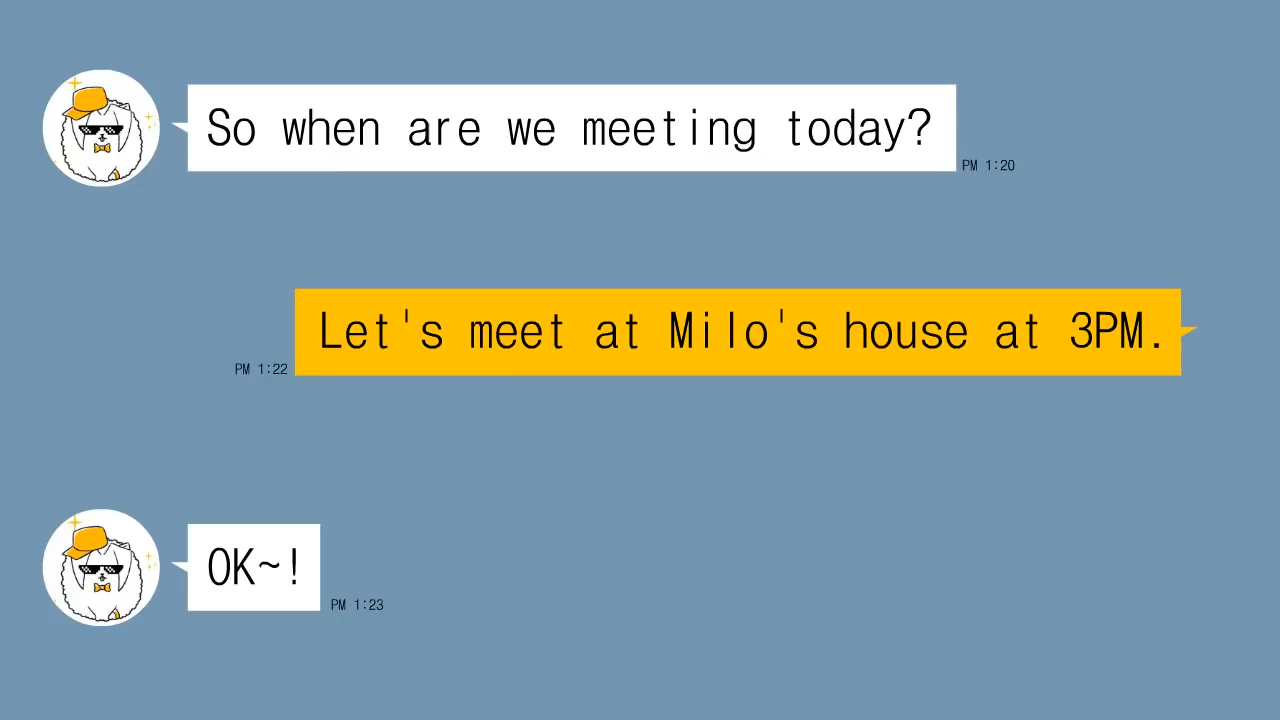 So when are we meeting today?
PM 1:20
Let's meet at Milo's house at 3PM.
PM 1:22
OK~!
PM 1:23